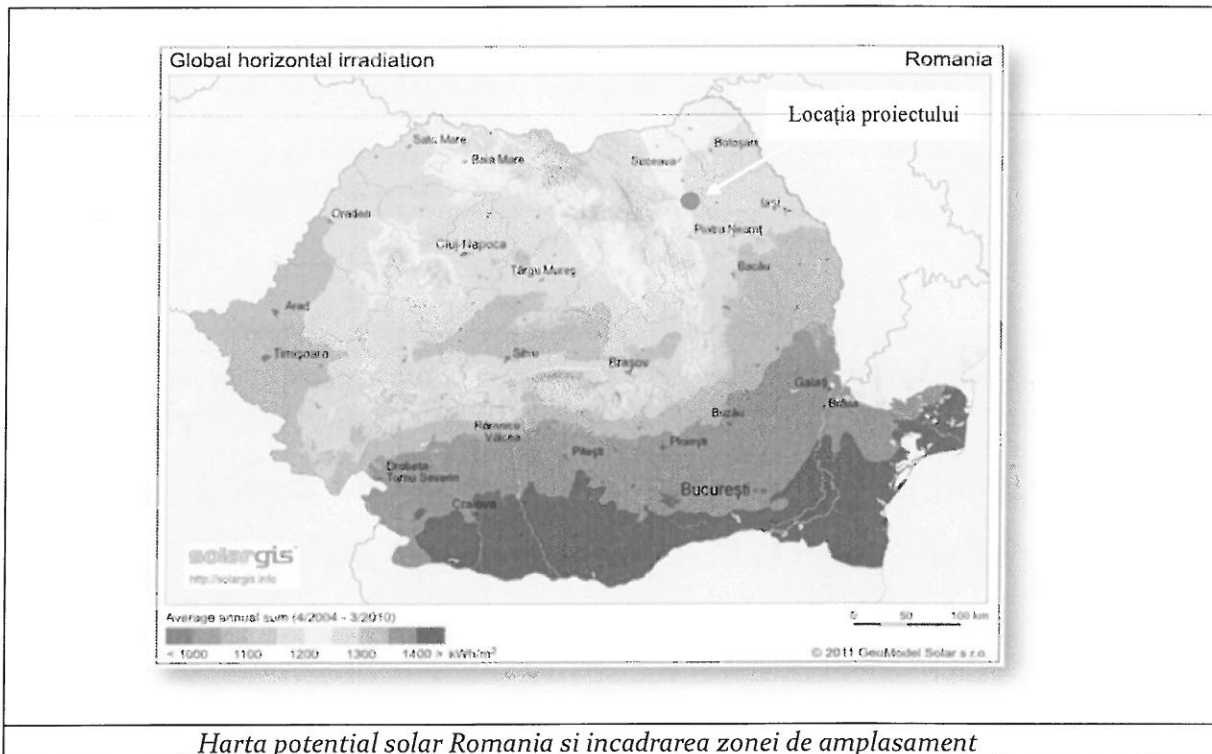 Global horizontal irradiation Romania
Locația proiectului
Satu Mare
Baia Mare
Suceava
Botoșani
Oradea
Iași
Piatra Neamț
Cluj-Napoca
Târgu Mureș
Bacău
Arad
Timișoara
Sibiu
Brașov
Galați
Brăila
Buzău
Râmnicu
Vâlcea
Pitești
Ploiești
Drobeta-
Turnu Severin
București
Craiova
solargis
http://solargis.info
Average annual sum (4/2004 - 3/2010)
0 50 100 km
< 1000 1100 1200 1300 1400 > kWh/m²
© 2011 GeoModel Solar s.r.o.
Harta potential solar Romania si incadrarea zonei de amplasament